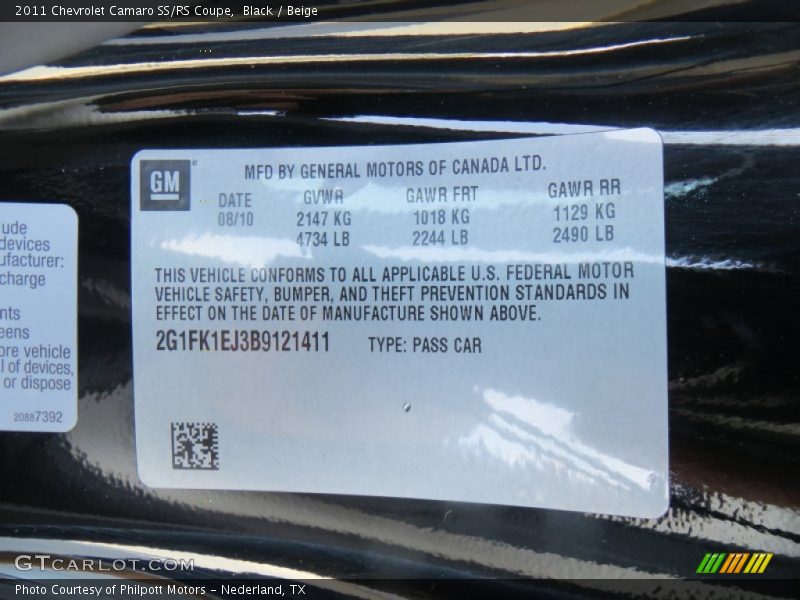 2011 Chevrolet Camaro SS/RS Coupe, Black / Beige
GM
MFD BY GENERAL MOTORS OF CANADA LTD.
DATE GVWR GAWR FRT GAWR RR
08/10 2147 KG 1018 KG 1129 KG
4734 LB 2244 LB 2490 LB
THIS VEHICLE CONFORMS TO ALL APPLICABLE U.S. FEDERAL MOTOR
VEHICLE SAFETY, BUMPER, AND THEFT PREVENTION STANDARDS IN
EFFECT ON THE DATE OF MANUFACTURE SHOWN ABOVE.
2G1FK1EJ3B9121411 TYPE: PASS CAR
ude
devices
ufacturer:
charge
nts
eens
ore vehicle
l of devices,
or dispose
20887392
GTcarlot.com
Photo Courtesy of Philpott Motors – Nederland, TX